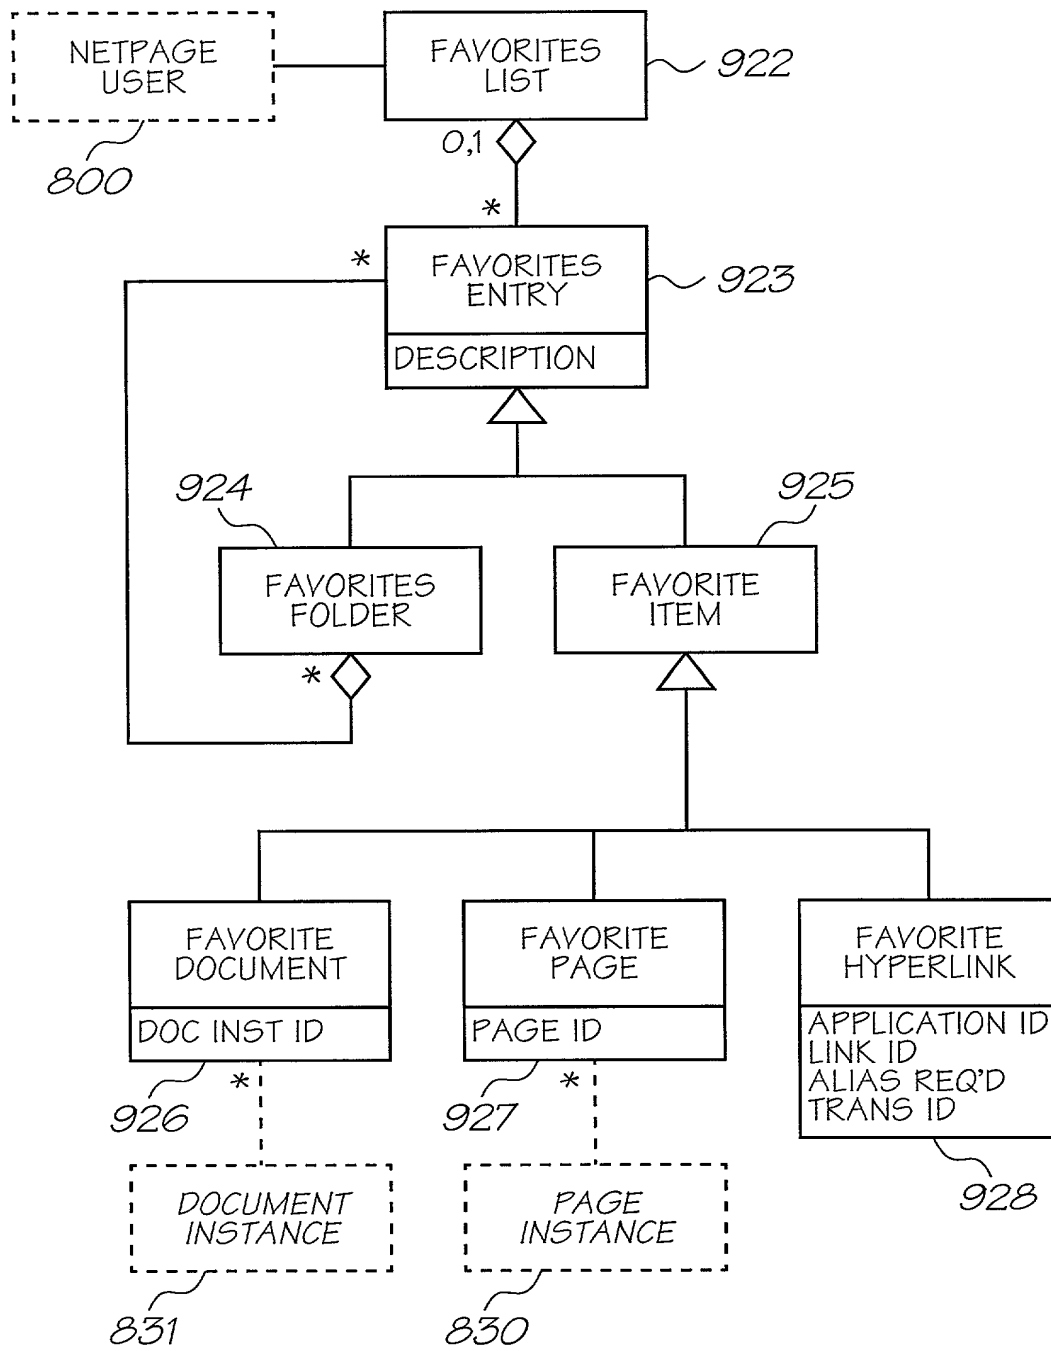 NETPAGE
USER
800
FAVORITES
LIST
922
0,1
*
*
FAVORITES
ENTRY
923
DESCRIPTION
924
925
FAVORITES
FOLDER
FAVORITE
ITEM
*
FAVORITE
DOCUMENT
DOC INST ID
926
*
FAVORITE
PAGE
PAGE ID
927
*
FAVORITE
HYPERLINK
APPLICATION ID
LINK ID
ALIAS REQ'D
TRANS ID
928
DOCUMENT
INSTANCE
831
PAGE
INSTANCE
830